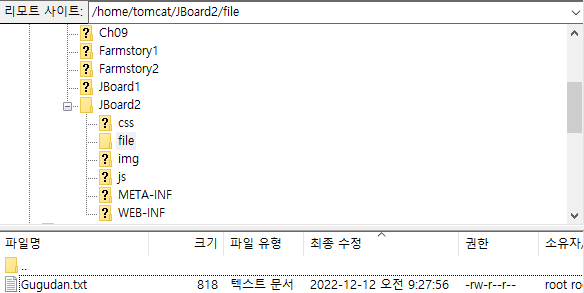 리모트 사이트: /home/tomcat/JBoard2/file
Ch09
Farmstory1
Farmstory2
JBoard1
JBoard2
css
file
img
js
META-INF
WEB-INF
파일명 크기 파일 유형 최종 수정 권한 소유자/
..
Gugudan.txt 818 텍스트 문서 2022-12-12 오전 9:27:56 -rw-r--r-- root ro